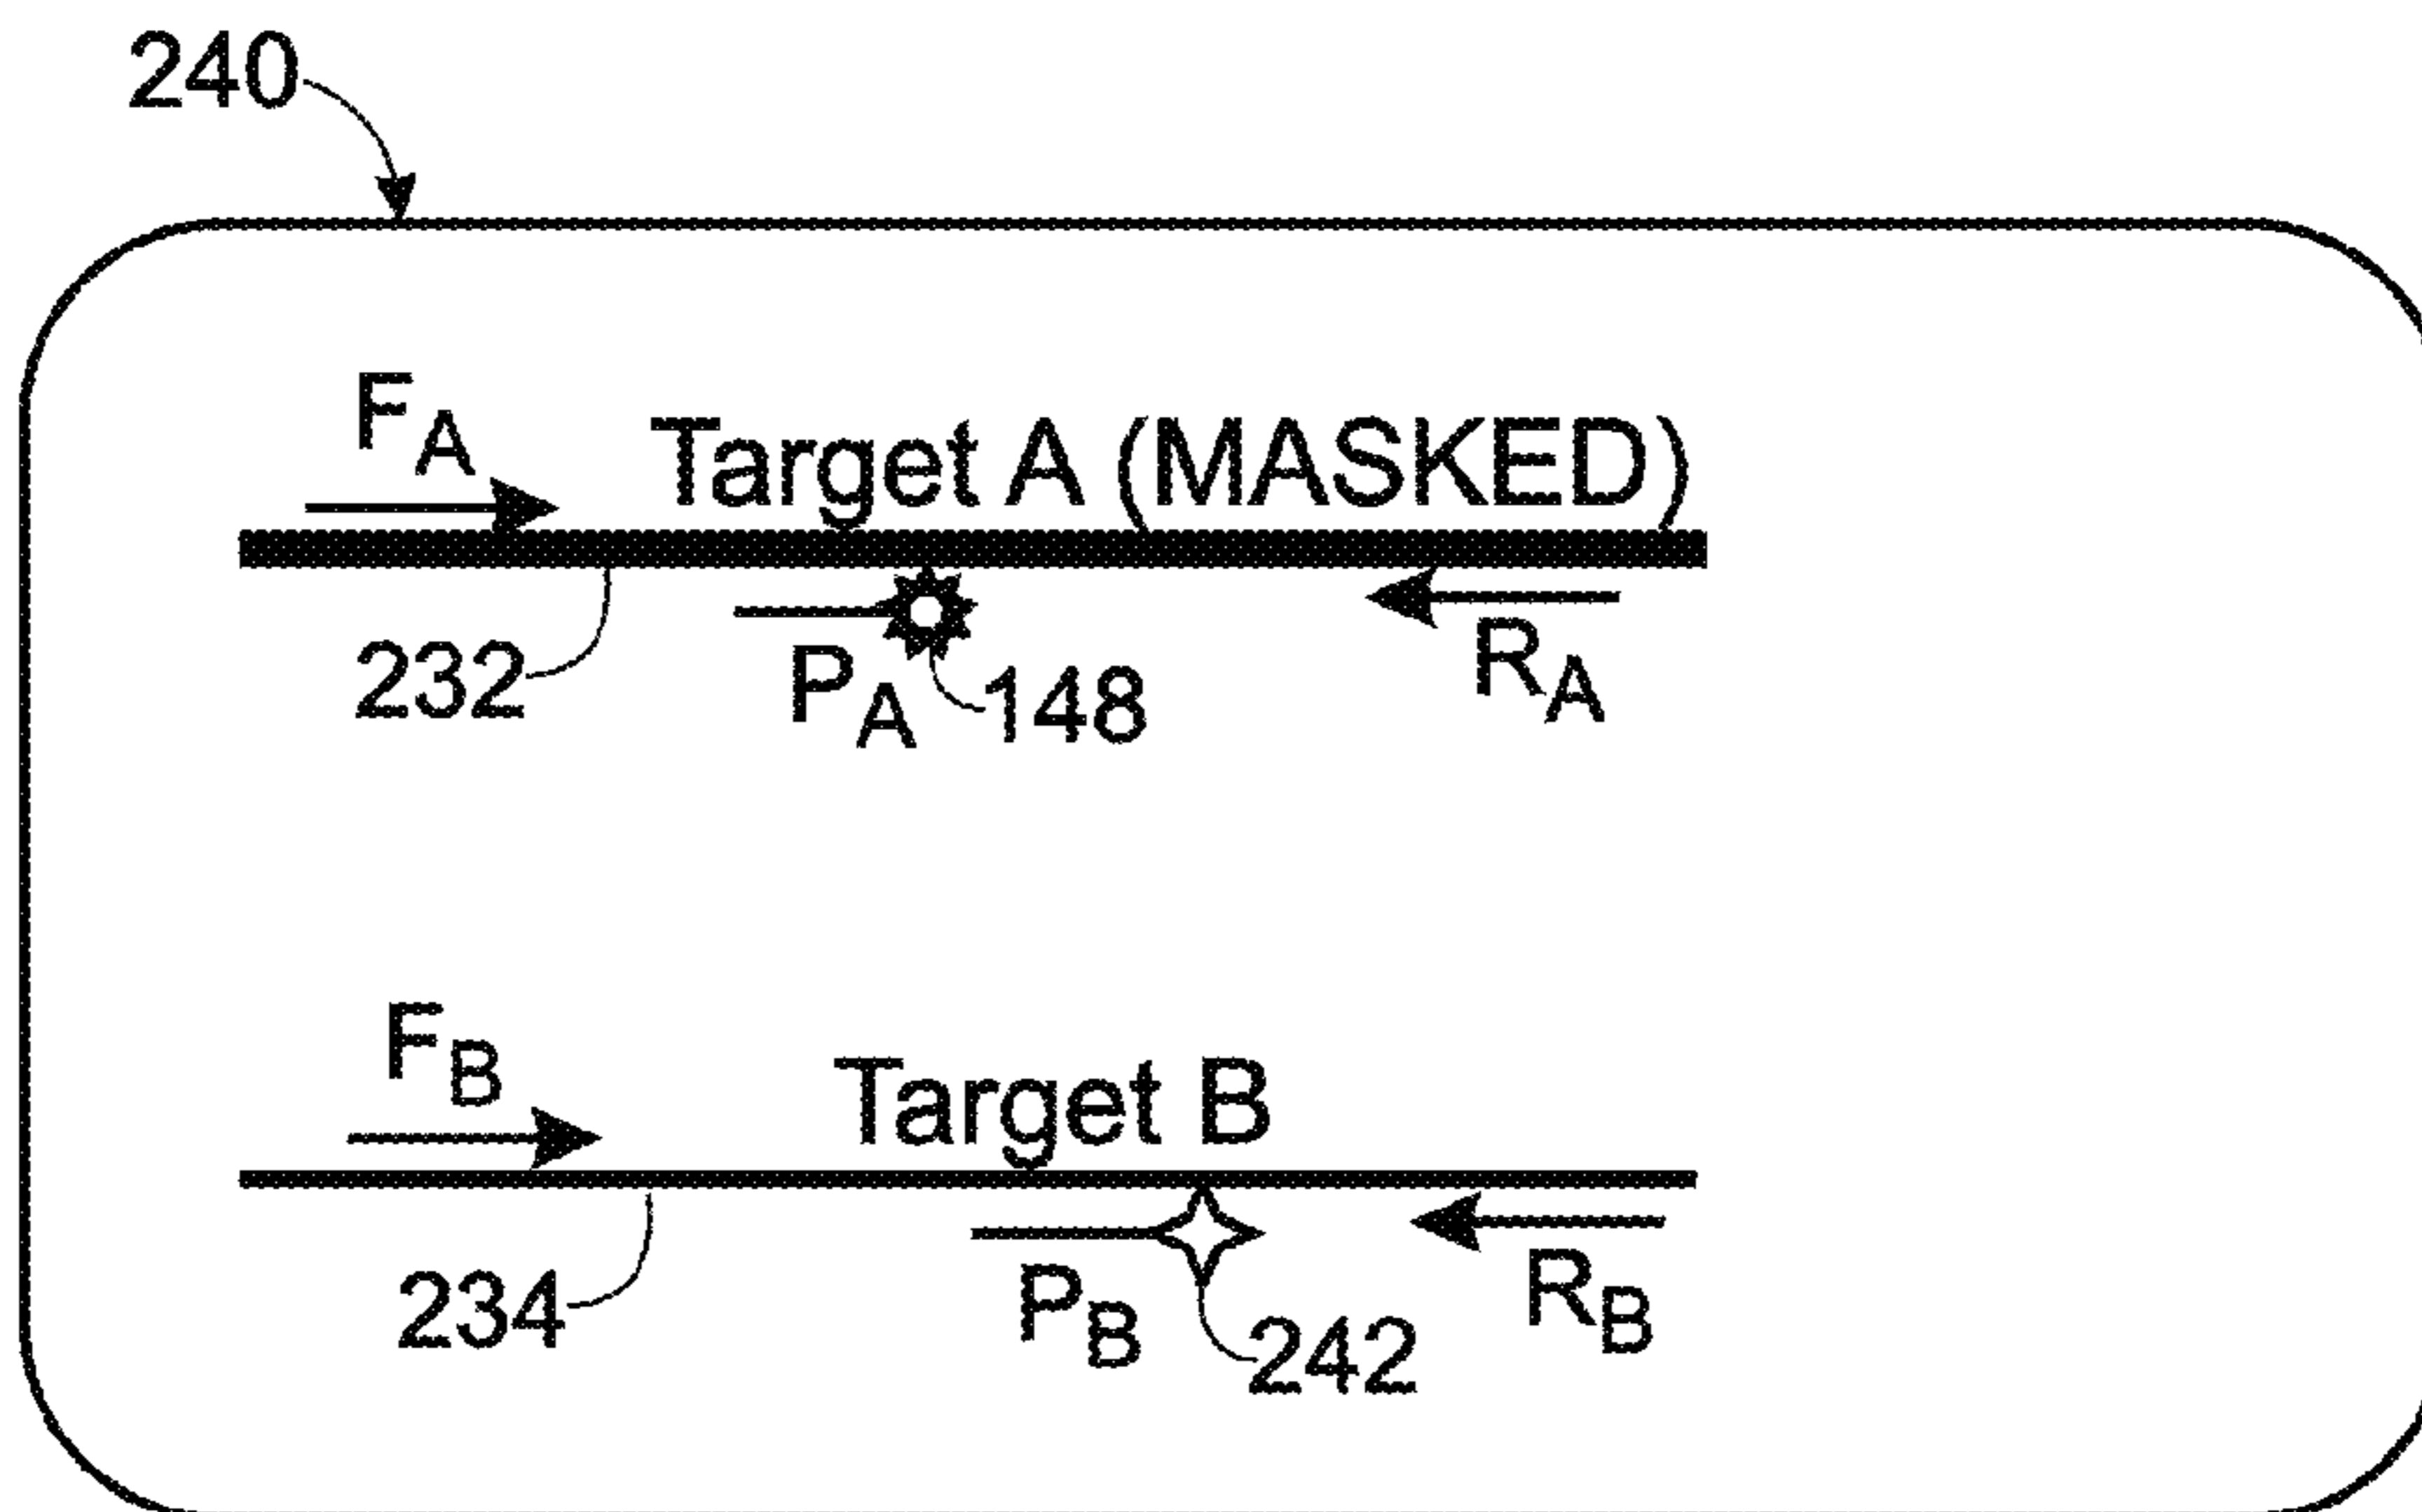 240
F_A
Target A (MASKED)
232
P_A
148
R_A
F_B
Target B
234
P_B
242
R_B